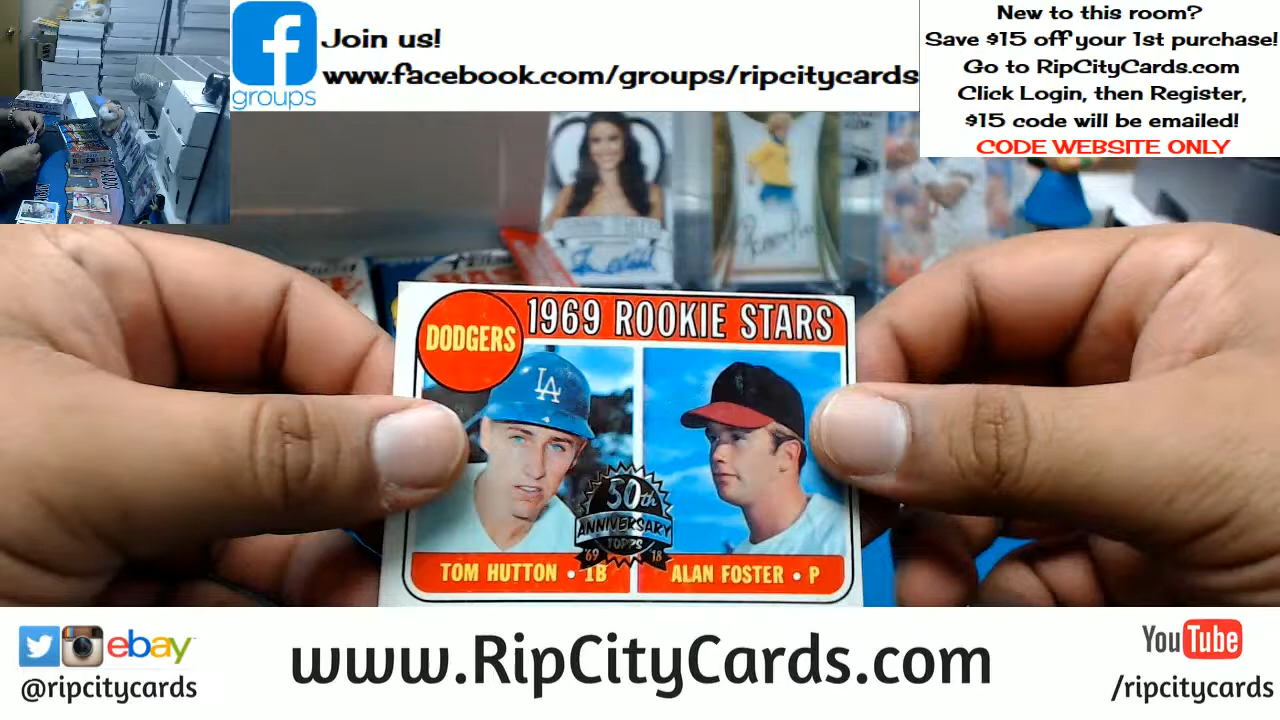 Join us!
www.facebook.com/groups/ripcitycards
groups
New to this room?
Save $15 off your 1st purchase!
Go to RipCityCards.com
Click Login, then Register,
$15 code will be emailed!
CODE WEBSITE ONLY
DODGERS
1969 ROOKIE STARS
LA
50th
ANNIVERSARY
TOPPS
'69 '18
TOM HUTTON • 1B
ALAN FOSTER • P
ebay
@ripcitycards
www.RipCityCards.com
YouTube
/ripcitycards